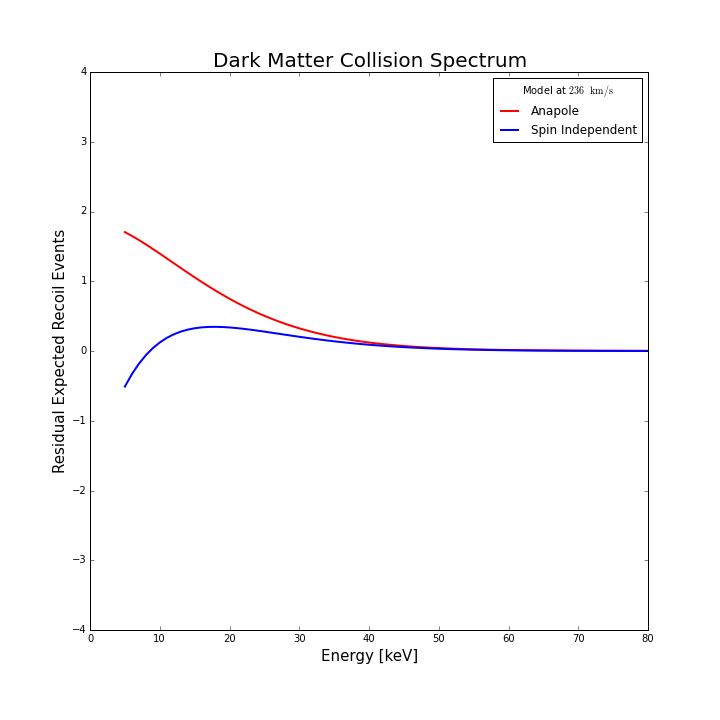 Dark Matter Collision Spectrum
Model at 236 km/s
Anapole
Spin Independent
Residual Expected Recoil Events
4
3
2
1
0
−1
−2
−3
−4
0 10 20 30 40 50 60 70 80
Energy [keV]